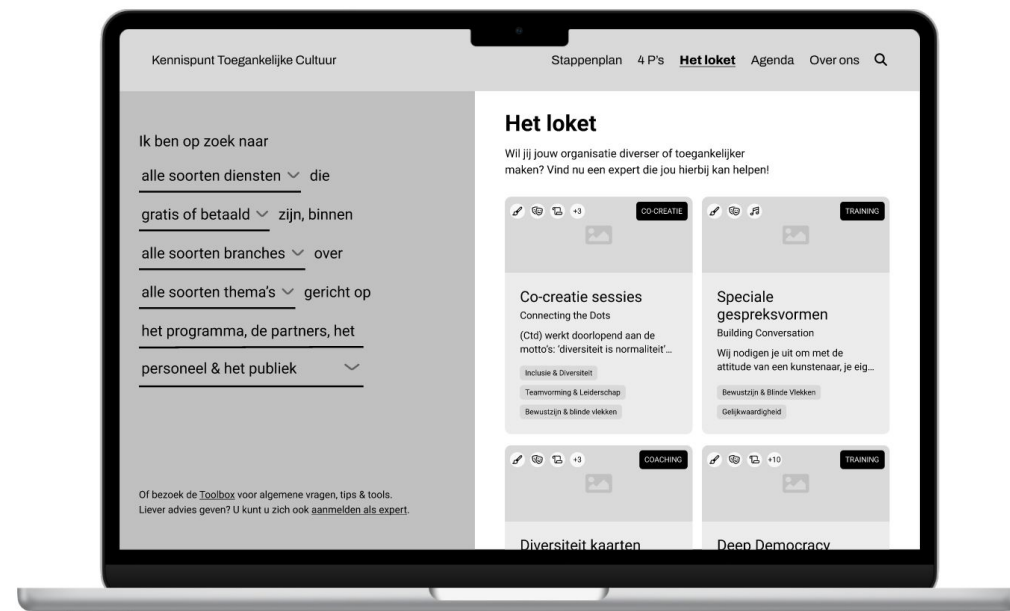 Kennispunt Toegankelijke Cultuur
Stappenplan 4 P's Het loket Agenda Over ons
Ik ben op zoek naar
alle soorten diensten die
gratis of betaald zijn, binnen
alle soorten branches over
alle soorten thema's gericht op
het programma, de partners, het
personeel & het publiek
Of bezoek de Toolbox voor algemene vragen, tips & tools.
Liever advies geven? U kunt u zich ook aanmelden als expert.
Het loket
Wil jij jouw organisatie diverser of toegankelijker
maken? Vind nu een expert die jou hierbij kan helpen!
+3 CO-CREATIE
Co-creatie sessies
Connecting the Dots
(Ctd) werkt doorlopend aan de
motto's: 'diversiteit is normaliteit'...
Inclusie & Diversiteit
Teamvorming & Leiderschap
Bewustzijn & blinde vlekken
TRAINING
Speciale
gespreksvormen
Building Conversation
Wij nodigen je uit om met de
attitude van een kunstenaar, je eig...
Bewustzijn & Blinde Vlekken
Gelijkwaardigheid
+3 COACHING
Diversiteit kaarten
+10 TRAINING
Deep Democracy